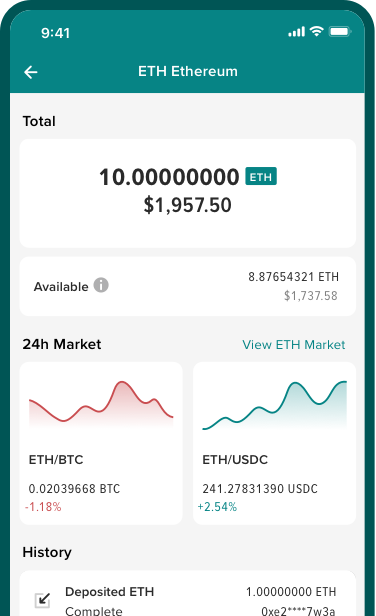 9:41
ETH Ethereum
Total
10.00000000 ETH
$1,957.50
Available
8.87654321 ETH
$1,737.58
24h Market
View ETH Market
ETH/BTC
0.02039668 BTC
-1.18%
ETH/USDC
241.27831390 USDC
+2.54%
History
Deposited ETH
1.00000000 ETH
Complete
0xe2****7w3a